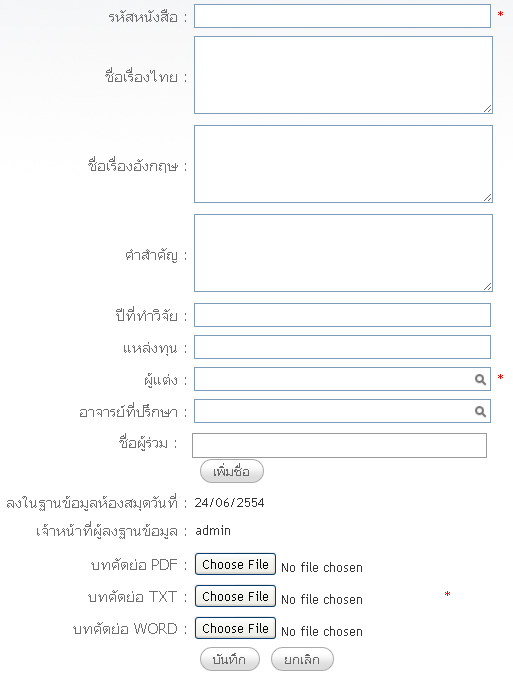 รหัสหนังสือ : *
ชื่อเรื่องไทย :
ชื่อเรื่องอังกฤษ :
คำสำคัญ :
ปีที่ทำวิจัย :
แหล่งทุน :
ผู้แต่ง : *
อาจารย์ที่ปรึกษา :
ชื่อผู้ร่วม :
เพิ่มชื่อ
ลงในฐานข้อมูลห้องสมุดวันที่ : 24/06/2554
เจ้าหน้าที่ผู้ลงฐานข้อมูล : admin
บทคัดย่อ PDF : Choose File No file chosen
บทคัดย่อ TXT : Choose File No file chosen *
บทคัดย่อ WORD : Choose File No file chosen
บันทึก ยกเลิก